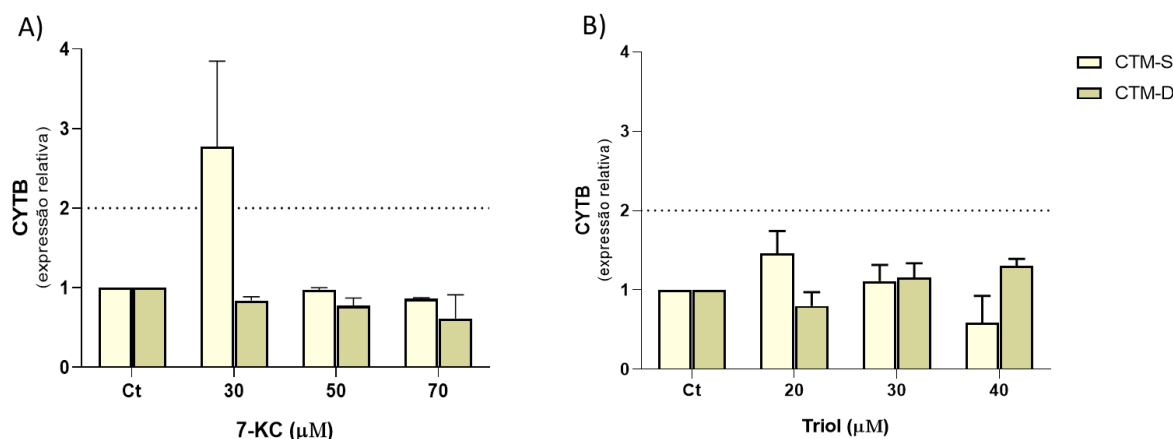 A)
4
3
2
1
0
CYTB
(expressão relativa)
Ct
30
50
70
7-KC (µM)
B)
4
3
2
1
0
CYTB
(expressão relativa)
Ct
20
30
40
Triol (µM)
CTM-S
CTM-D